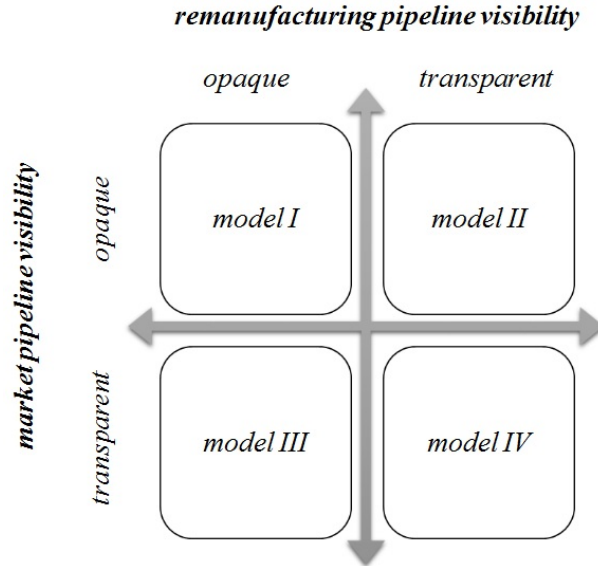 remanufacturing pipeline visibility
opaque
transparent
market pipeline visibility
opaque
model I
model II
transparent
model III
model IV